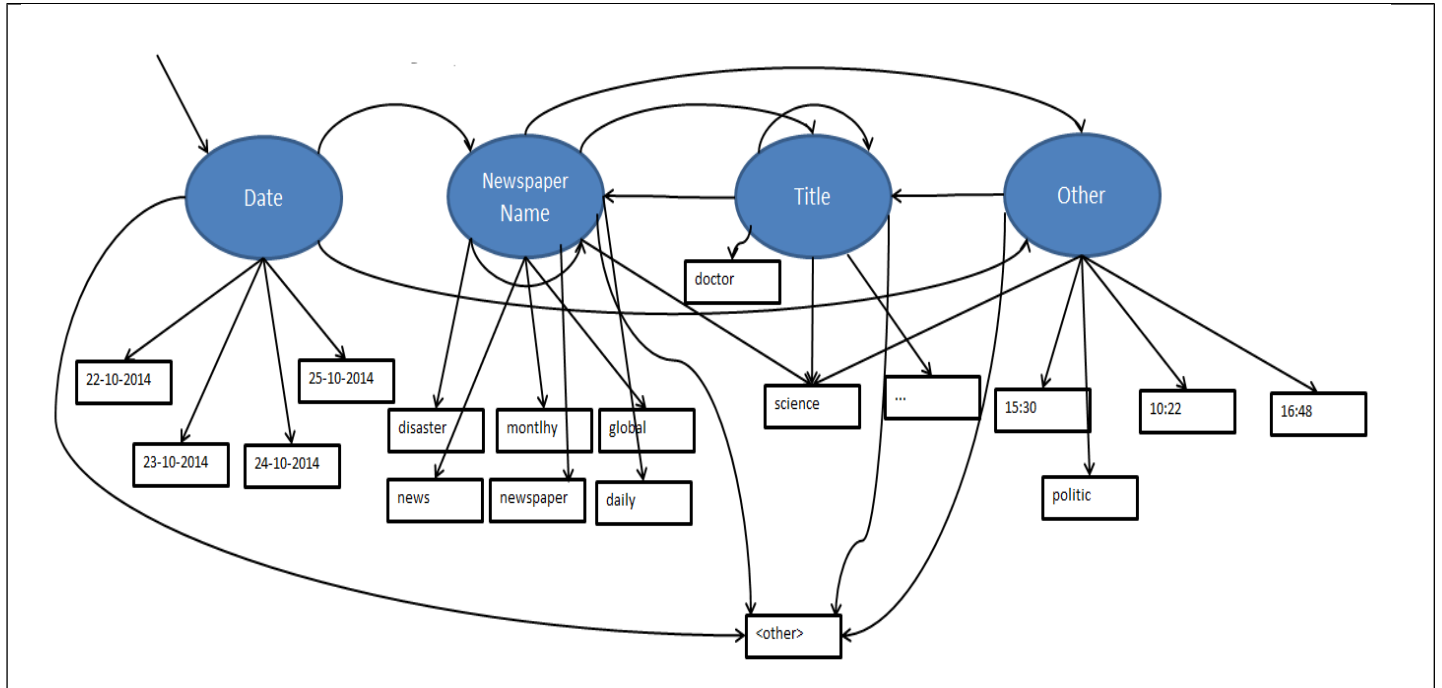 Date
Newspaper
Name
Title
Other
doctor
22-10-2014
25-10-2014
science
...
15:30
10:22
16:48
disaster
montlhy
global
23-10-2014
24-10-2014
news
newspaper
daily
politic
<other>